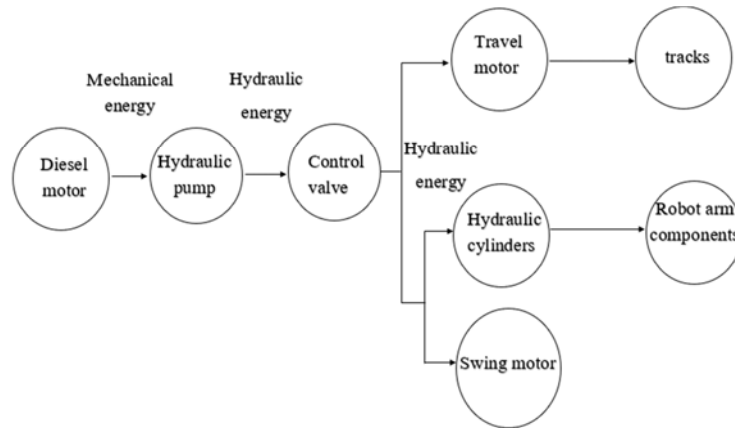 Mechanical
energy
Hydraulic
energy
Travel
motor
tracks
Diesel
motor
Hydraulic
pump
Control
valve
Hydraulic
energy
Hydraulic
cylinders
Robot arm
components
Swing motor